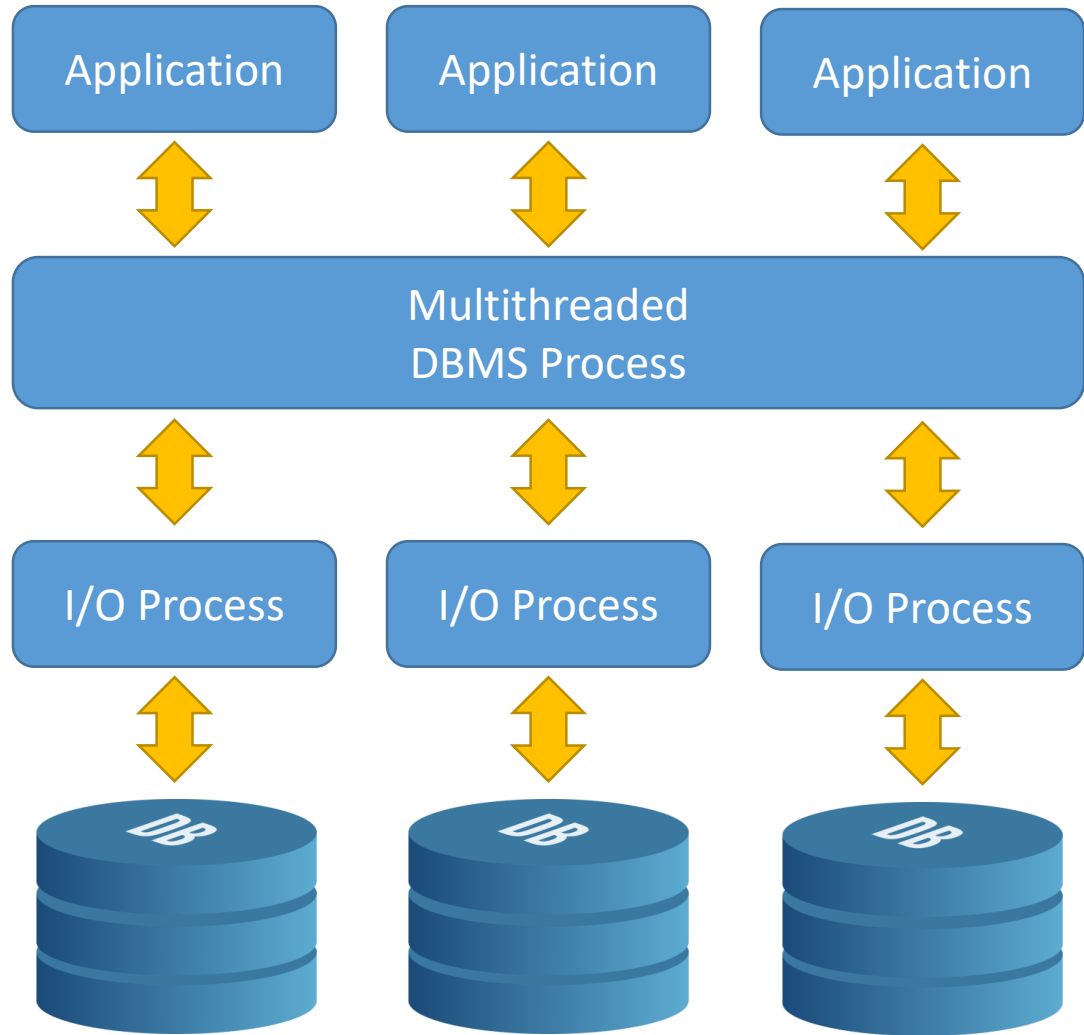 Application
Application
Application
Multithreaded
DBMS Process
I/O Process
I/O Process
I/O Process
DB
DB
DB